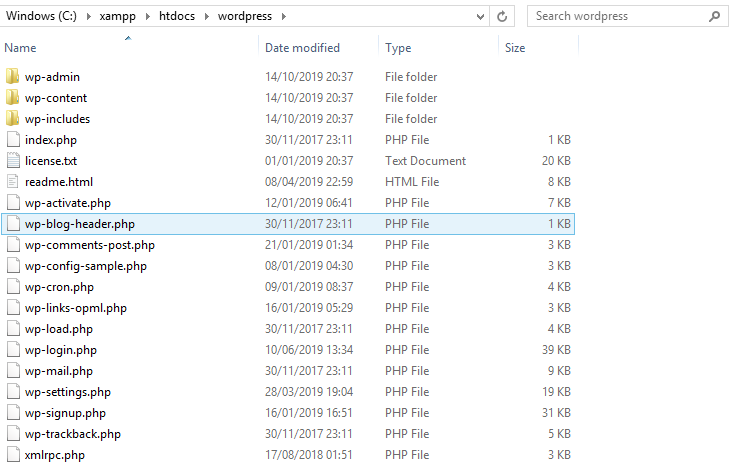 Windows (C:) xampp htdocs wordpress Search wordpress
Name Date modified Type Size
wp-admin 14/10/2019 20:37 File folder
wp-content 14/10/2019 20:37 File folder
wp-includes 14/10/2019 20:37 File folder
index.php 30/11/2017 23:11 PHP File 1 KB
license.txt 01/01/2019 20:37 Text Document 20 KB
readme.html 08/04/2019 22:59 HTML File 8 KB
wp-activate.php 12/01/2019 06:41 PHP File 7 KB
wp-blog-header.php 30/11/2017 23:11 PHP File 1 KB
wp-comments-post.php 21/01/2019 01:34 PHP File 3 KB
wp-config-sample.php 08/01/2019 04:30 PHP File 3 KB
wp-cron.php 09/01/2019 08:37 PHP File 4 KB
wp-links-opml.php 16/01/2019 05:29 PHP File 3 KB
wp-load.php 30/11/2017 23:11 PHP File 4 KB
wp-login.php 10/06/2019 13:34 PHP File 39 KB
wp-mail.php 30/11/2017 23:11 PHP File 9 KB
wp-settings.php 28/03/2019 19:04 PHP File 19 KB
wp-signup.php 16/01/2019 16:51 PHP File 31 KB
wp-trackback.php 30/11/2017 23:11 PHP File 5 KB
xmlrpc.php 17/08/2018 01:51 PHP File 3 KB